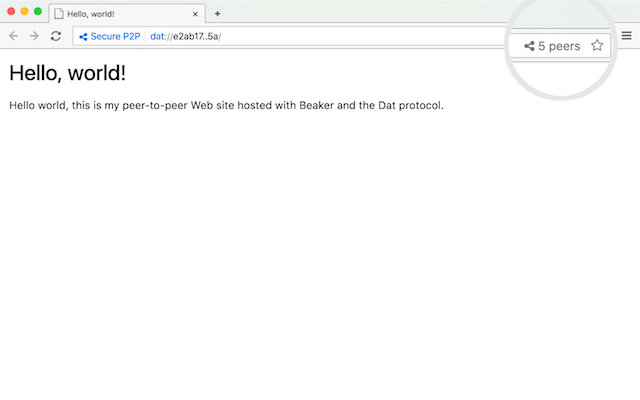 Hello, world!
Secure P2P dat://e2ab17..5a/ 5 peers
Hello, world!
Hello world, this is my peer-to-peer Web site hosted with Beaker and the Dat protocol.